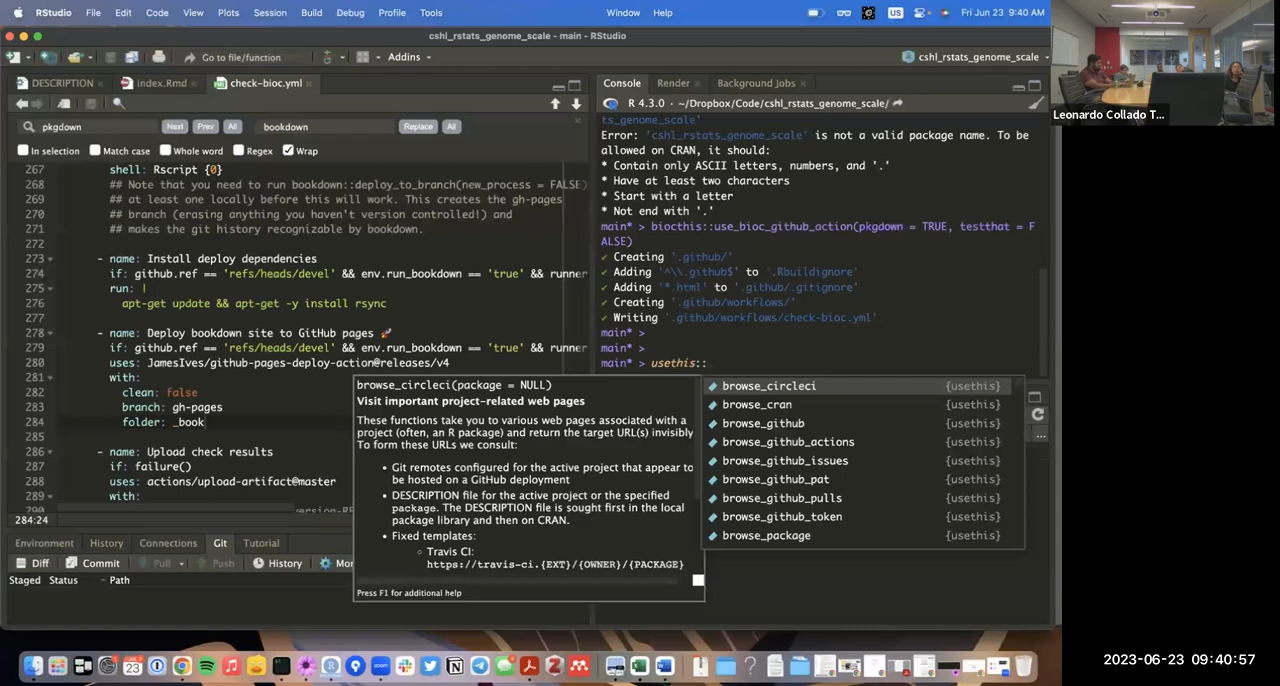 RStudio File Edit Code View Plots Session Build Debug Profile Tools Window Help US Fri Jun 23 9:40 AM
cshl_rstats_genome_scale - main - RStudio
Go to file/function Addins cshl_rstats_genome_scale
DESCRIPTION index.Rmd check-bioc.yml
pkgdown Next Prev All bookdown Replace All
In selection Match case Whole word Regex Wrap
267 shell: Rscript {0}
268 ## Note that you need to run bookdown::deploy_to_branch(new_process = FALSE)
269 ## at least one locally before this will work. This creates the gh-pages
270 ## branch (erasing anything you haven't version controlled!) and
271 ## makes the git history recognizable by bookdown.
272
273 - name: Install deploy dependencies
274 if: github.ref == 'refs/heads/devel' && env.run_bookdown == 'true' && runner
275 run: |
276 apt-get update && apt-get -y install rsync
277
278 - name: Deploy bookdown site to GitHub pages 🚀
279 if: github.ref == 'refs/heads/devel' && env.run_bookdown == 'true' && runner
280 uses: JamesIves/github-pages-deploy-action@releases/v4
281 with:
282 clean: false
283 branch: gh-pages
284 folder: _book
285
286 - name: Upload check results
287 if: failure()
288 uses: actions/upload-artifact@master
289 with:
290
284:24
Environment History Connections Git Tutorial
Diff Commit Pull Push History Mor
Staged Status Path
Console Render Background Jobs
R 4.3.0 · ~/Dropbox/Code/cshl_rstats_genome_scale/
ts_genome_scale'
Error: 'cshl_rstats_genome_scale' is not a valid package name. To be
allowed on CRAN, it should:
* Contain only ASCII letters, numbers, and '.'
* Have at least two characters
* Start with a letter
* Not end with '.'
main* > biocthis::use_bioc_github_action(pkgdown = TRUE, testthat = F
ALSE)
✔ Creating '.github/'
✔ Adding '^\\.github$' to '.Rbuildignore'
✔ Adding '*.html' to '.github/.gitignore'
✔ Creating '.github/workflows/'
✔ Writing '.github/workflows/check-bioc.yml'
main* >
main* >
main* > usethis::
browse_circleci(package = NULL)
Visit important project-related web pages
These functions take you to various web pages associated with a
project (often, an R package) and return the target URL(s) invisibly
To form these URLs we consult:
• Git remotes configured for the active project that appear to
be hosted on a GitHub deployment
• DESCRIPTION file for the active project or the specified
package. The DESCRIPTION file is sought first in the local
package library and then on CRAN.
• Fixed templates:
○ Travis CI:
https://travis-ci.{EXT}/{OWNER}/{PACKAGE}
Press F1 for additional help
browse_circleci {usethis}
browse_cran {usethis}
browse_github {usethis}
browse_github_actions {usethis}
browse_github_issues {usethis}
browse_github_pat {usethis}
browse_github_pulls {usethis}
browse_github_token {usethis}
browse_package {usethis}
Leonardo Collado T...
23
zoom
2023-06-23 09:40:57